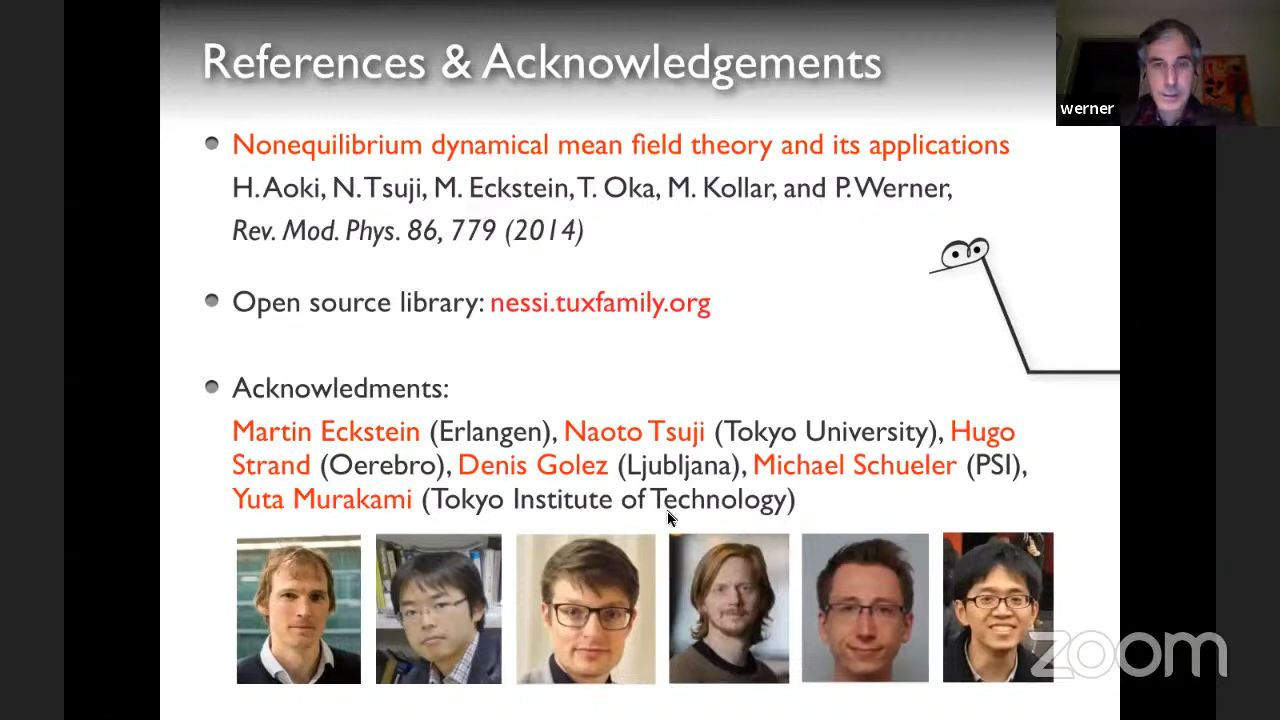 References & Acknowledgements
werner
Nonequilibrium dynamical mean field theory and its applications
H. Aoki, N. Tsuji, M. Eckstein, T. Oka, M. Kollar, and P. Werner,
Rev. Mod. Phys. 86, 779 (2014)
Open source library: nessi.tuxfamily.org
Acknowledments:
Martin Eckstein (Erlangen), Naoto Tsuji (Tokyo University), Hugo
Strand (Oerebro), Denis Golez (Ljubljana), Michael Schueler (PSI),
Yuta Murakami (Tokyo Institute of Technology)
zoom